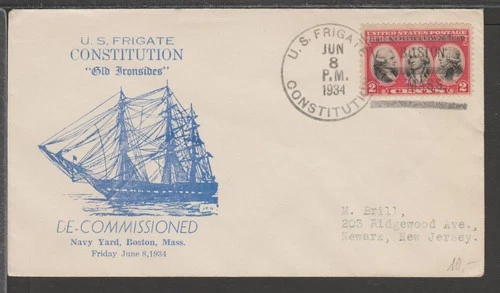 U.S. FRIGATE
CONSTITUTION
"Old Ironsides"
DE-COMMISSIONED
Navy Yard, Boston, Mass.
Friday June 8, 1934
U.S. FRIGATE
CONSTITUTION
JUN
8
P.M.
1934
UNITED STATES POSTAGE
2 CENTS 2
M. Brill,
203 Ridgewood Ave.,
Newark, New Jersey.
10,-